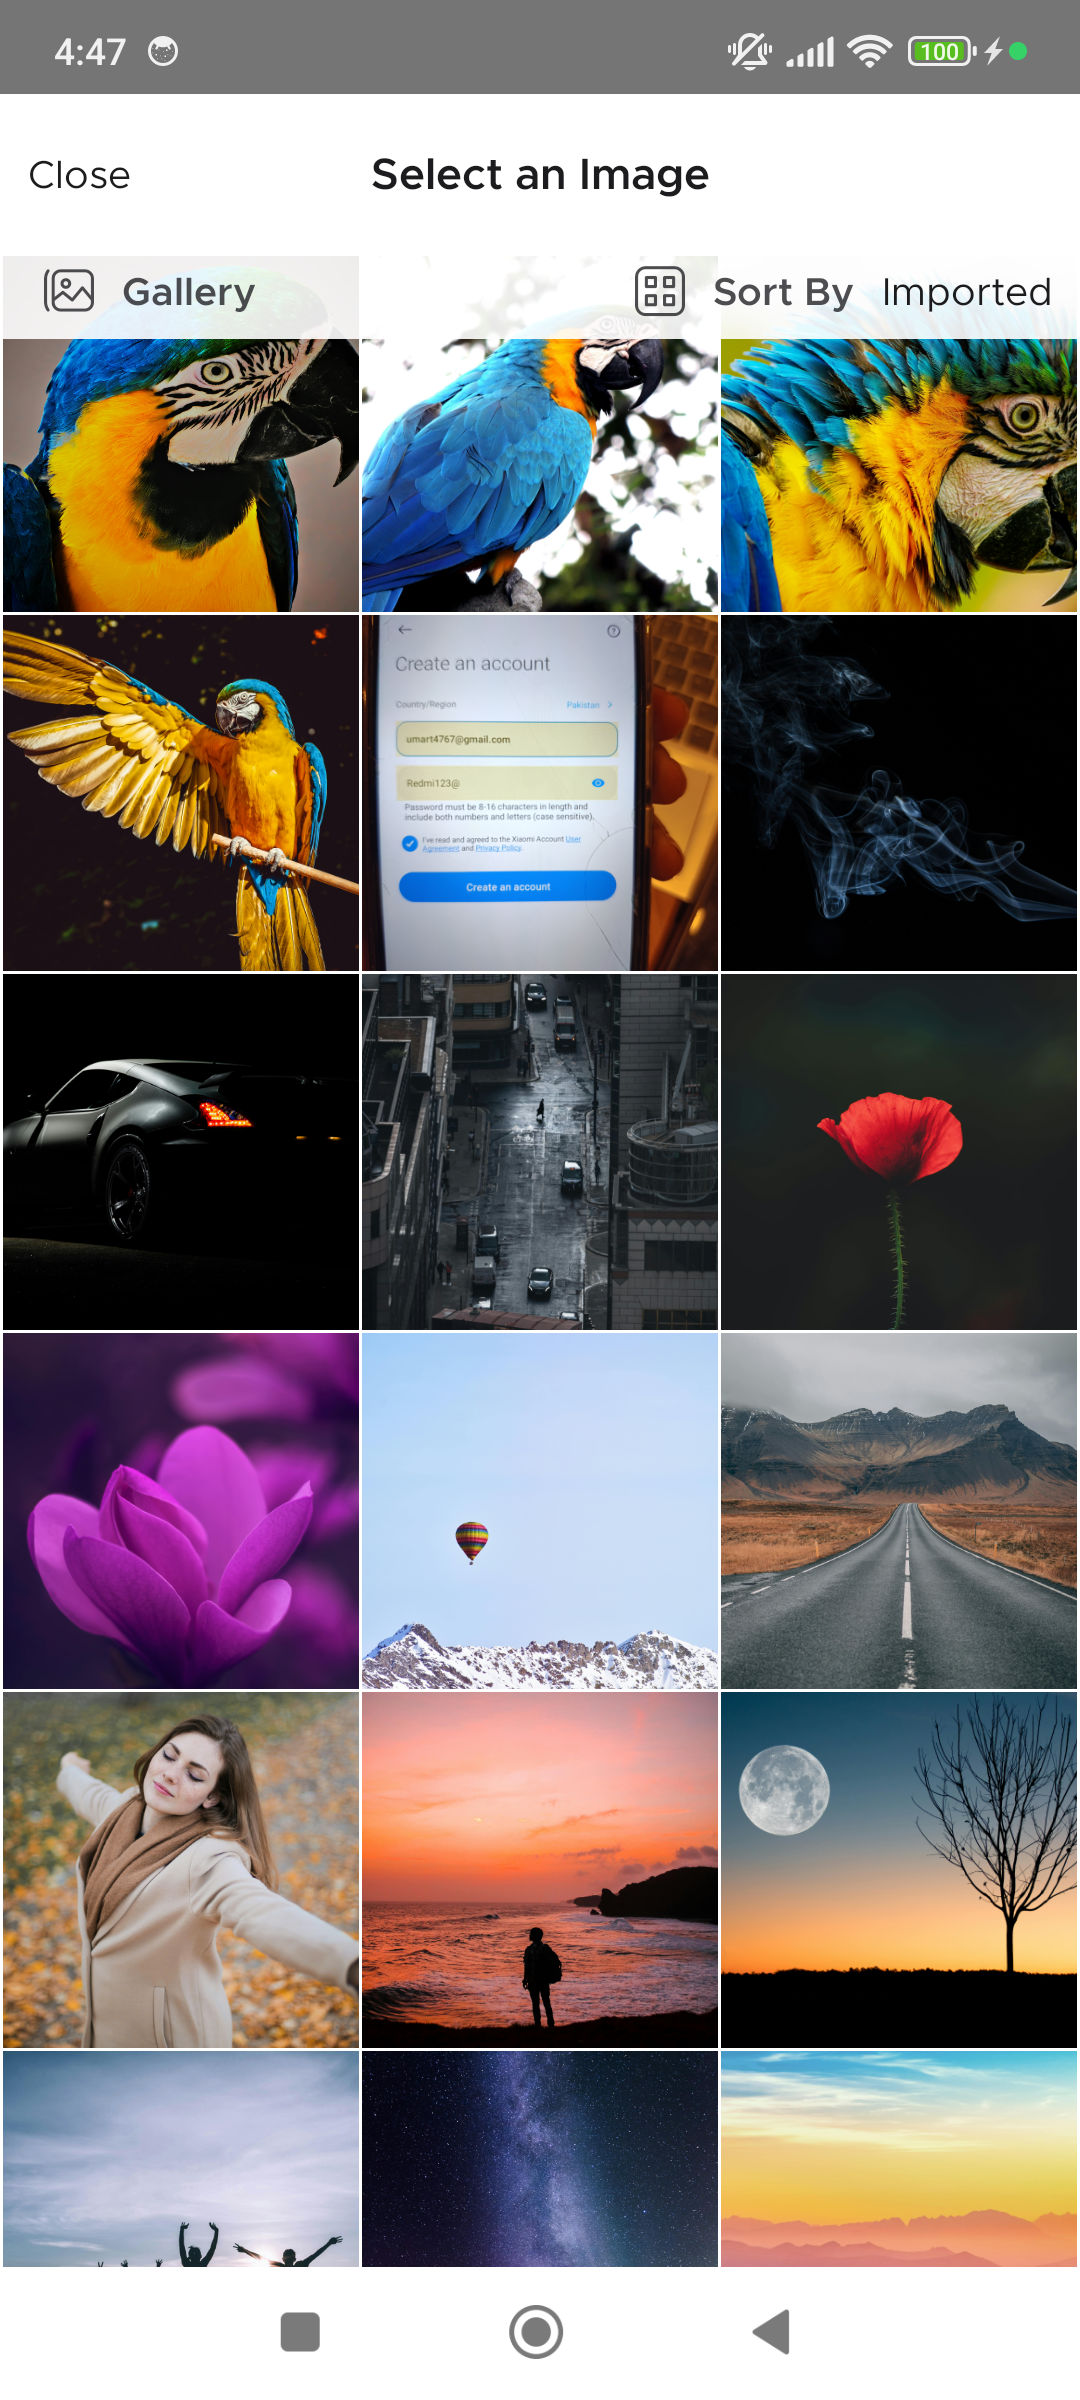 4:47
100
Close
Select an Image
Gallery
Sort By Imported
Create an account
Country/Region
Pakistan
umart4767@gmail.com
Redmi123@
Password must be 8-16 characters in length and
include both numbers and letters (case sensitive).
I've read and agreed to the Xiaomi Account User
Agreement and Privacy Policy.
Create an account